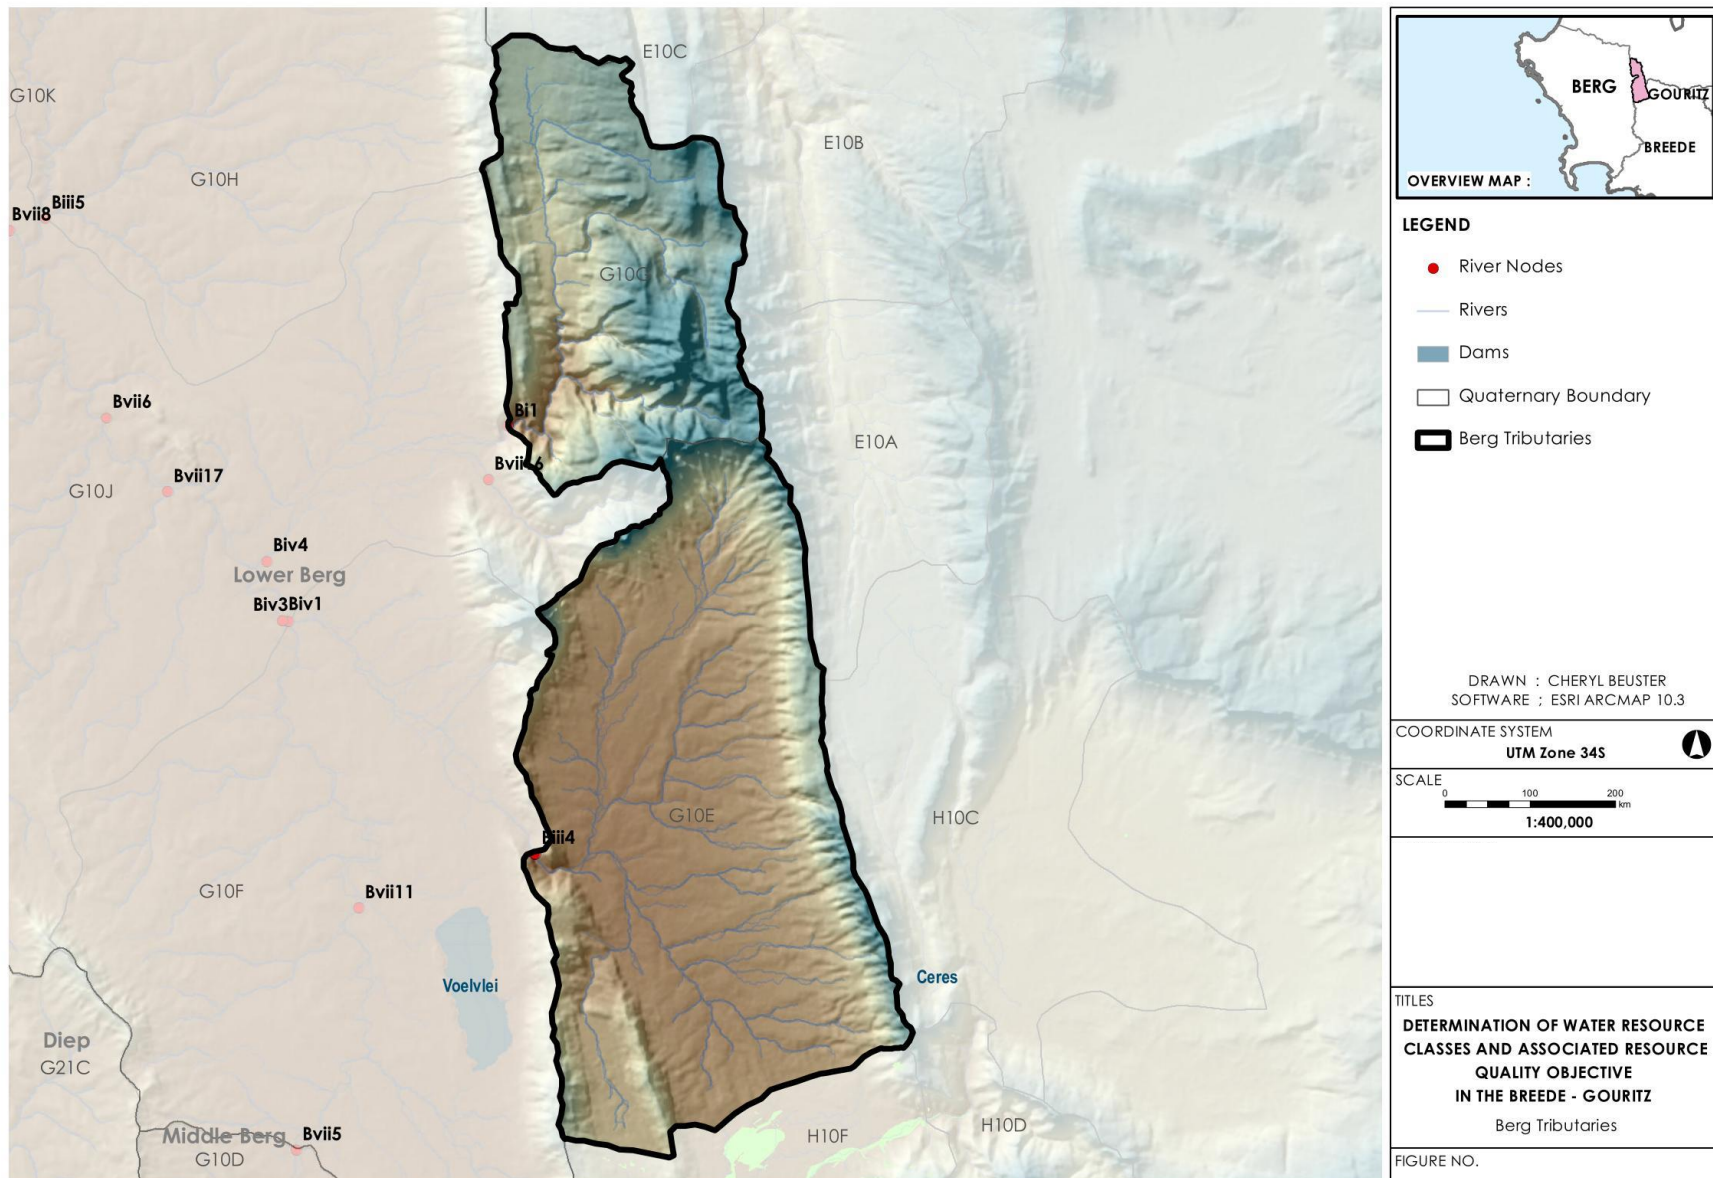 E10C
G10K
E10B
G10H
Biii5
Bvii8
G10G
Bvii6
Bi1
E10A
Bvii17
G10J
Biv4
Lower Berg
Biv3
Biv1
G10E
H10C
Biii4
G10F
Bvii11
Voelvlei
Ceres
Diep
G21C
Middle Berg
G10D
Bvii5
H10F
H10D
BERG
GOURITZ
BREEDE
OVERVIEW MAP :
LEGEND
River Nodes
Rivers
Dams
Quaternary Boundary
Berg Tributaries
DRAWN : CHERYL BEUSTER
SOFTWARE ; ESRI ARCMAP 10.3
COORDINATE SYSTEM
UTM Zone 34S
SCALE
0 100 200
km
1:400,000
TITLES
DETERMINATION OF WATER RESOURCE
CLASSES AND ASSOCIATED RESOURCE
QUALITY OBJECTIVE
IN THE BREEDE - GOURITZ
Berg Tributaries
FIGURE NO.